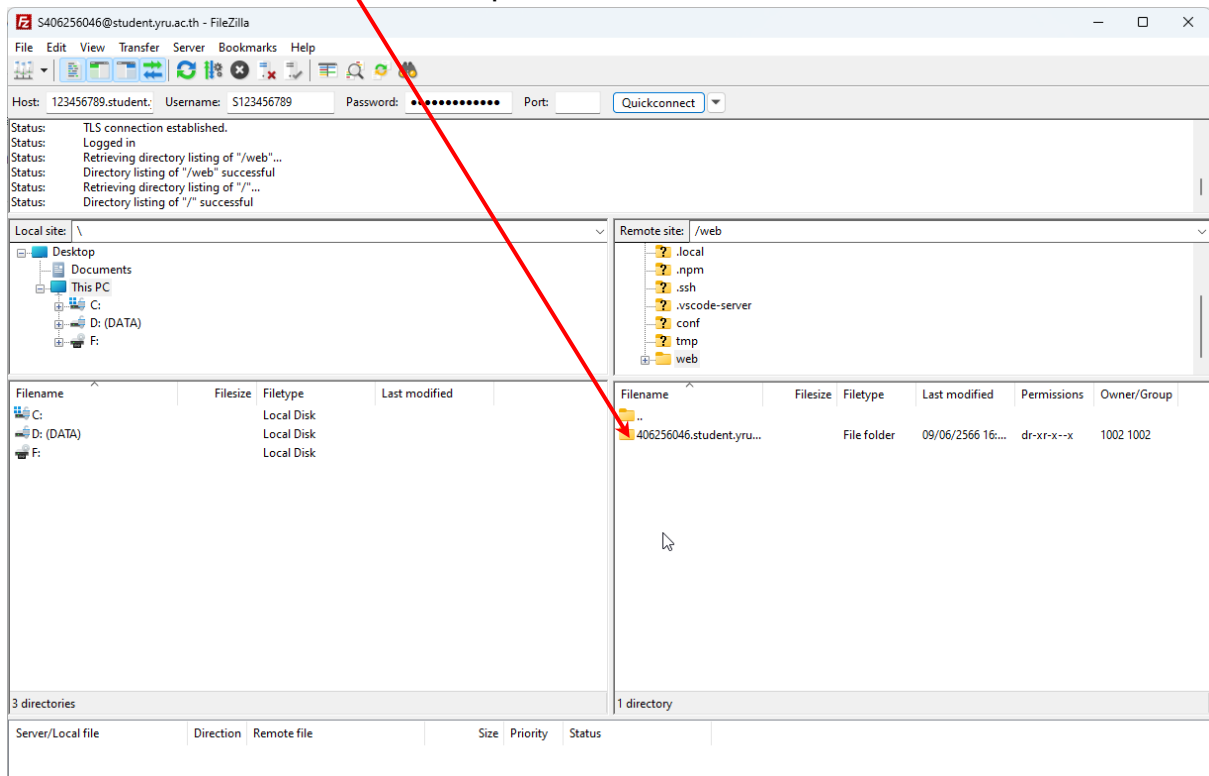 S406256046@student.yru.ac.th - FileZilla
File Edit View Transfer Server Bookmarks Help
Host: 123456789.student. Username: S123456789 Password: ●●●●●●●●●●●●● Port: Quickconnect
Status: TLS connection established.
Status: Logged in
Status: Retrieving directory listing of "/web"...
Status: Directory listing of "/web" successful
Status: Retrieving directory listing of "/"...
Status: Directory listing of "/" successful
Local site: \
Desktop
Documents
This PC
C:
D: (DATA)
F:
Filename Filesize Filetype Last modified
C: Local Disk
D: (DATA) Local Disk
F: Local Disk
3 directories
Remote site: /web
.local
.npm
.ssh
.vscode-server
conf
tmp
web
Filename Filesize Filetype Last modified Permissions Owner/Group
..
406256046.student.yru... File folder 09/06/2566 16:... dr-xr-x--x 1002 1002
1 directory
Server/Local file Direction Remote file Size Priority Status